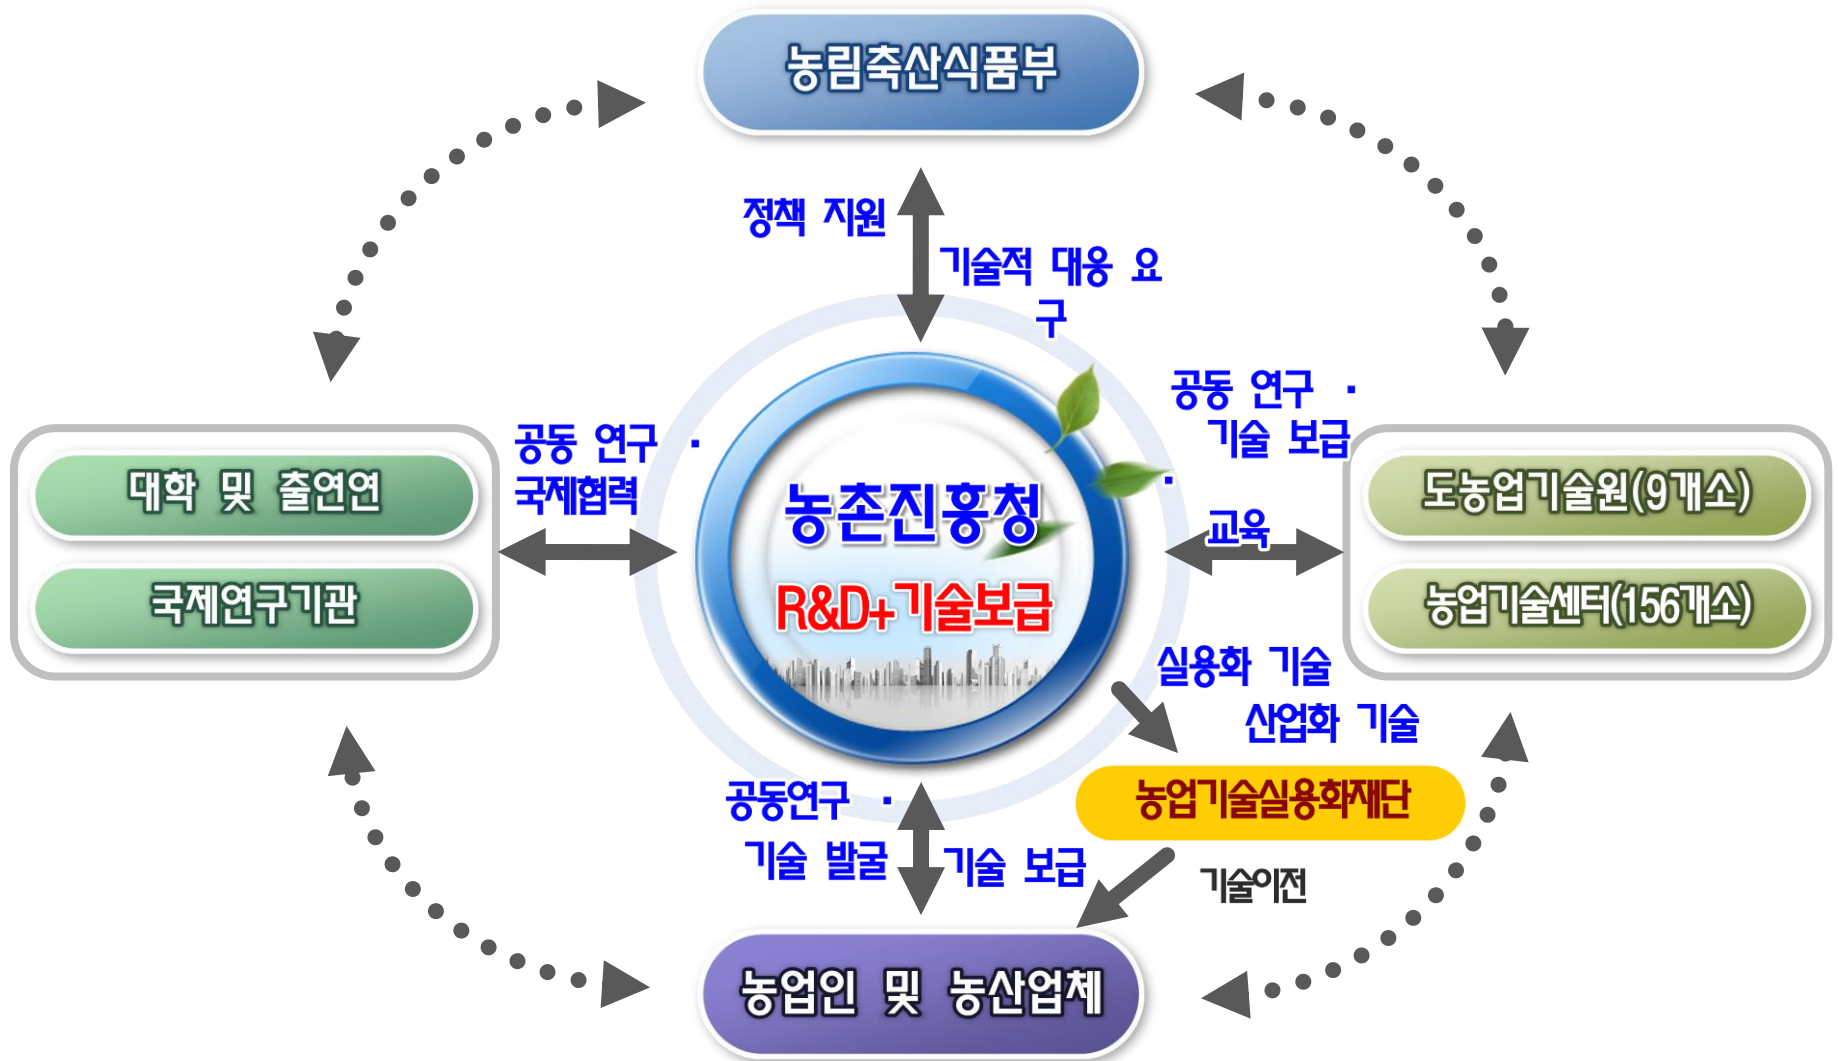 농림축산식품부
정책 지원
기술적 대응 요
구
공동 연구 ·
기술 보급
·
교육
공동 연구 ·
국제협력
대학 및 출연연
국제연구기관
농촌진흥청
R&D+기술보급
도농업기술원(9개소)
농업기술센터(156개소)
실용화 기술
산업화 기술
농업기술실용화재단
기술이전
공동연구 ·
기술 발굴
기술 보급
농업인 및 농산업체